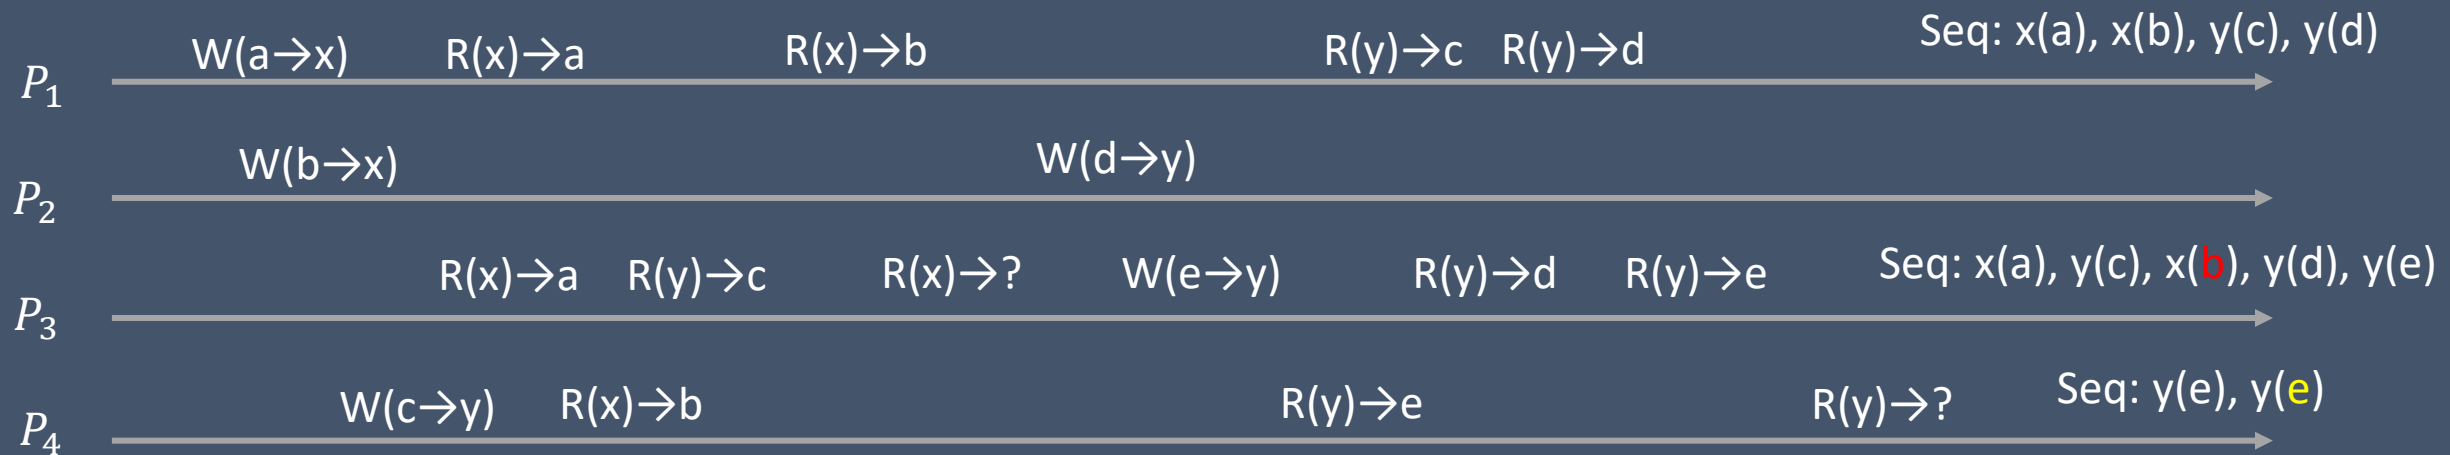 W(a→x) R(x)→a R(x)→b R(y)→c R(y)→d Seq: x(a), x(b), y(c), y(d)
P₁
W(b→x) W(d→y)
P₂
R(x)→a R(y)→c R(x)→? W(e→y) R(y)→d R(y)→e Seq: x(a), y(c), x(b), y(d), y(e)
P₃
W(c→y) R(x)→b R(y)→e R(y)→? Seq: y(e), y(e)
P₄